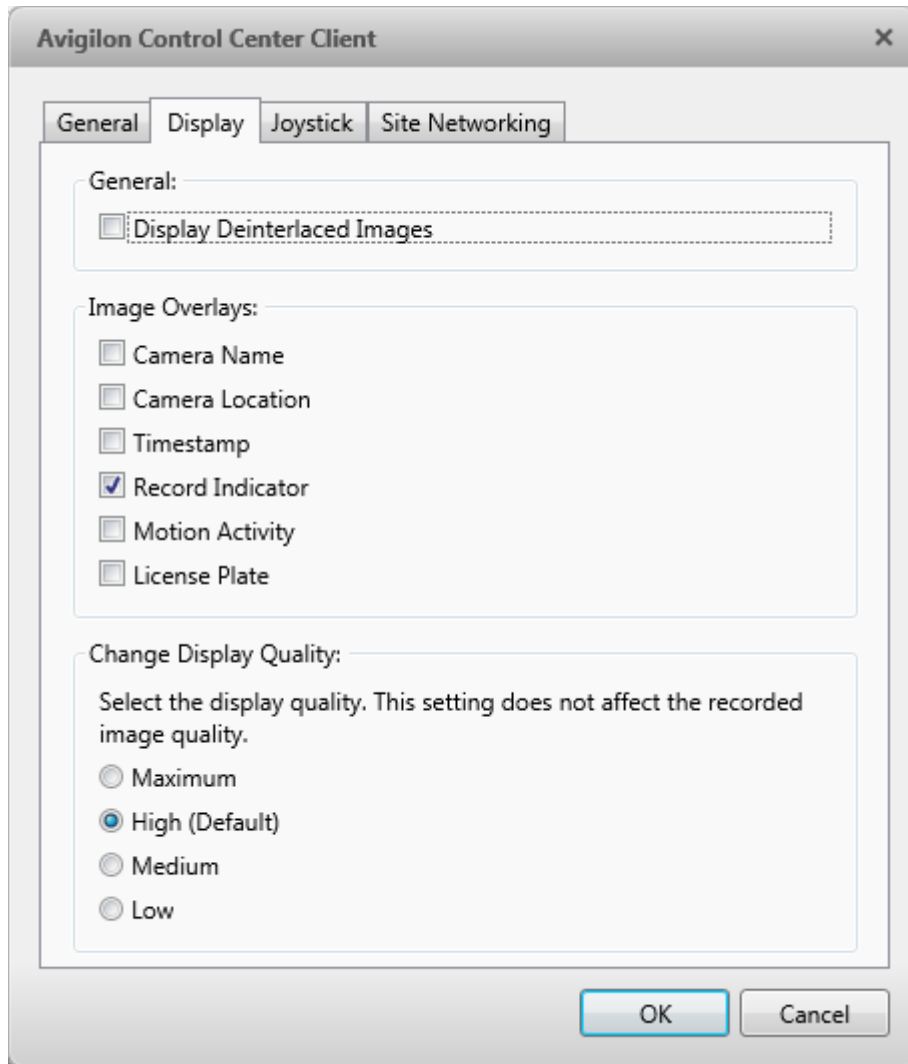 Avigilon Control Center Client
General
Display
Joystick
Site Networking
General:
Display Deinterlaced Images
Image Overlays:
Camera Name
Camera Location
Timestamp
Record Indicator
Motion Activity
License Plate
Change Display Quality:
Select the display quality. This setting does not affect the recorded
image quality.
Maximum
High (Default)
Medium
Low
OK
Cancel